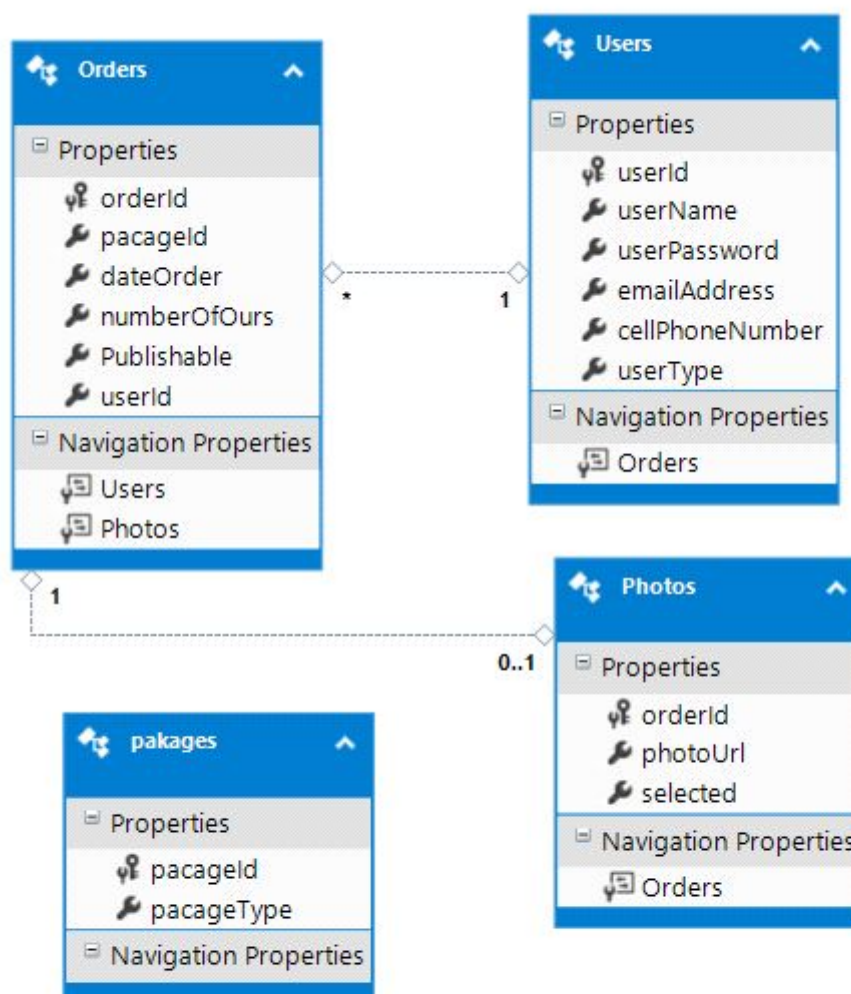 Orders
Properties
orderId
pacageId
dateOrder
numberOfOurs
Publishable
userId
Navigation Properties
Users
Photos
*
1
Users
Properties
userId
userName
userPassword
emailAddress
cellPhoneNumber
userType
Navigation Properties
Orders
1
0..1
Photos
Properties
orderId
photoUrl
selected
Navigation Properties
Orders
pakages
Properties
pacageId
pacageType
Navigation Properties